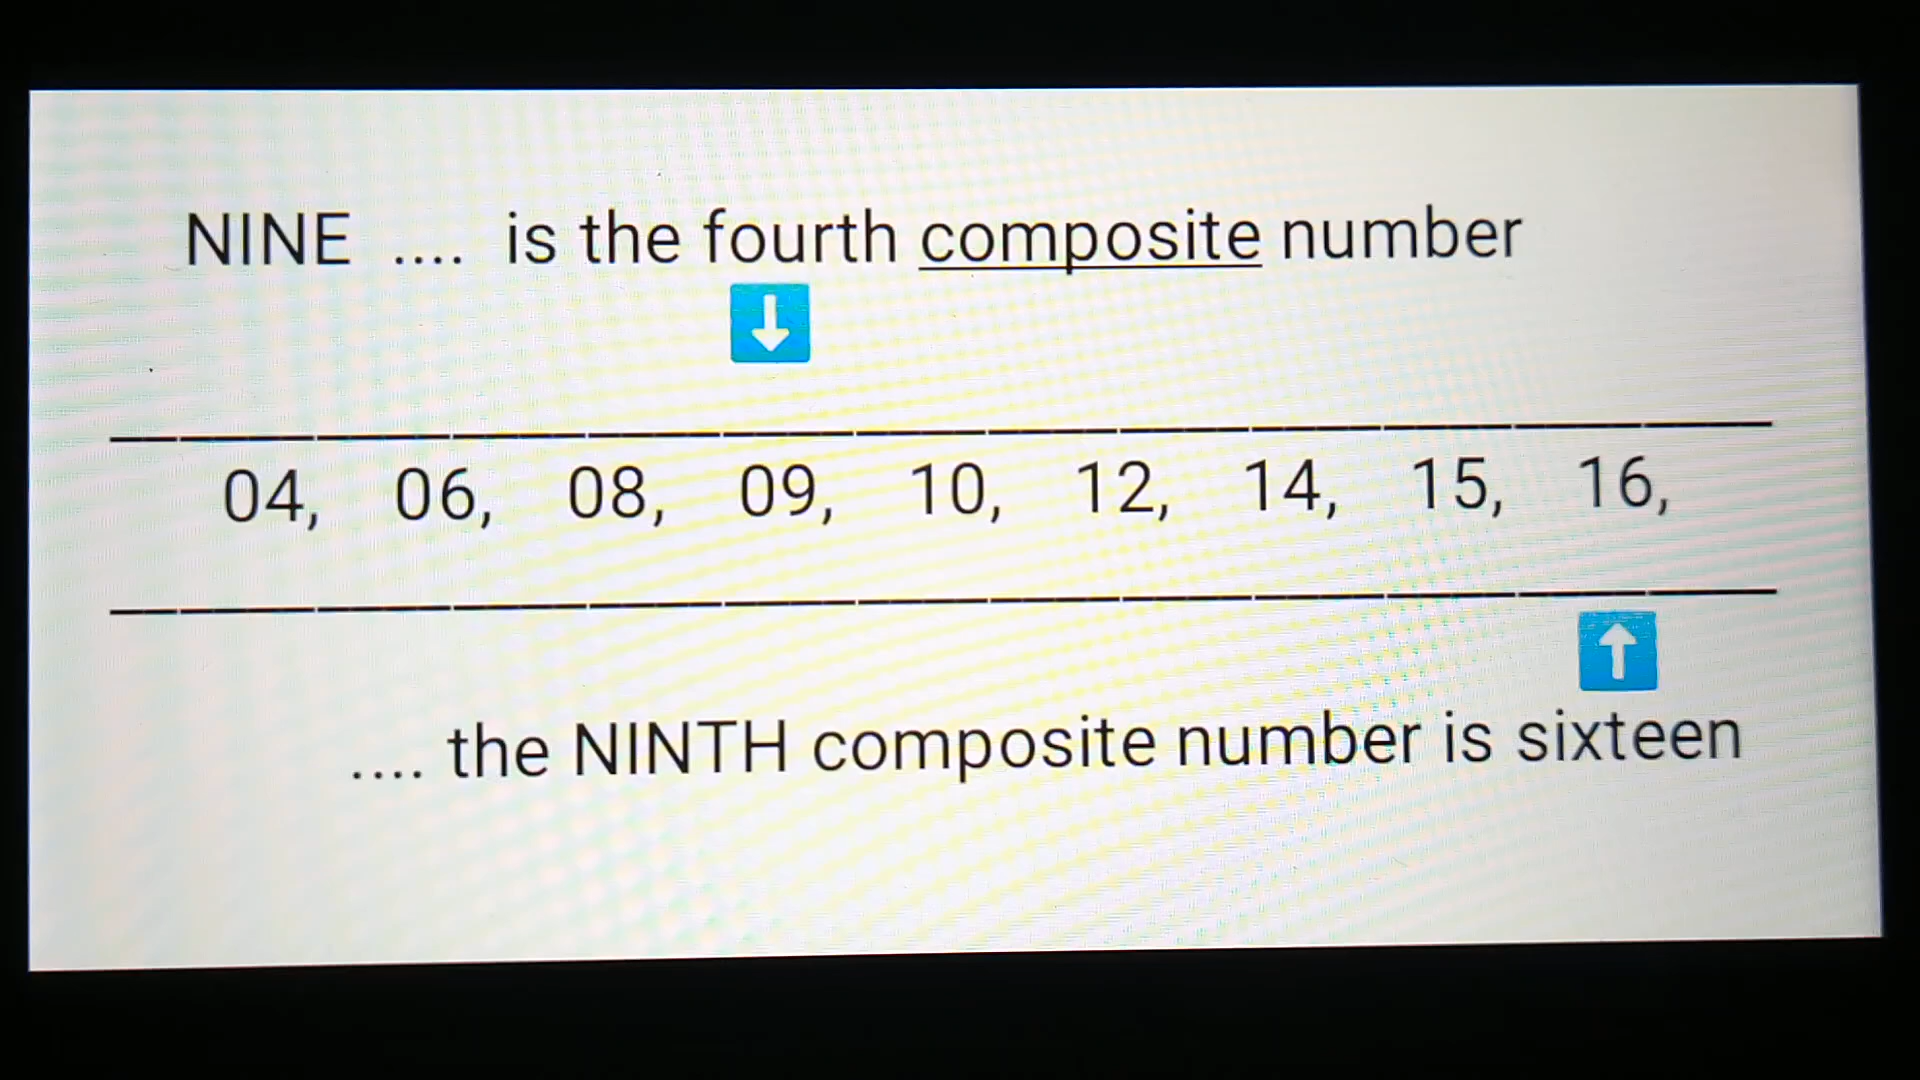 NINE .... is the fourth composite number
04, 06, 08, 09, 10, 12, 14, 15, 16,
.... the NINTH composite number is sixteen